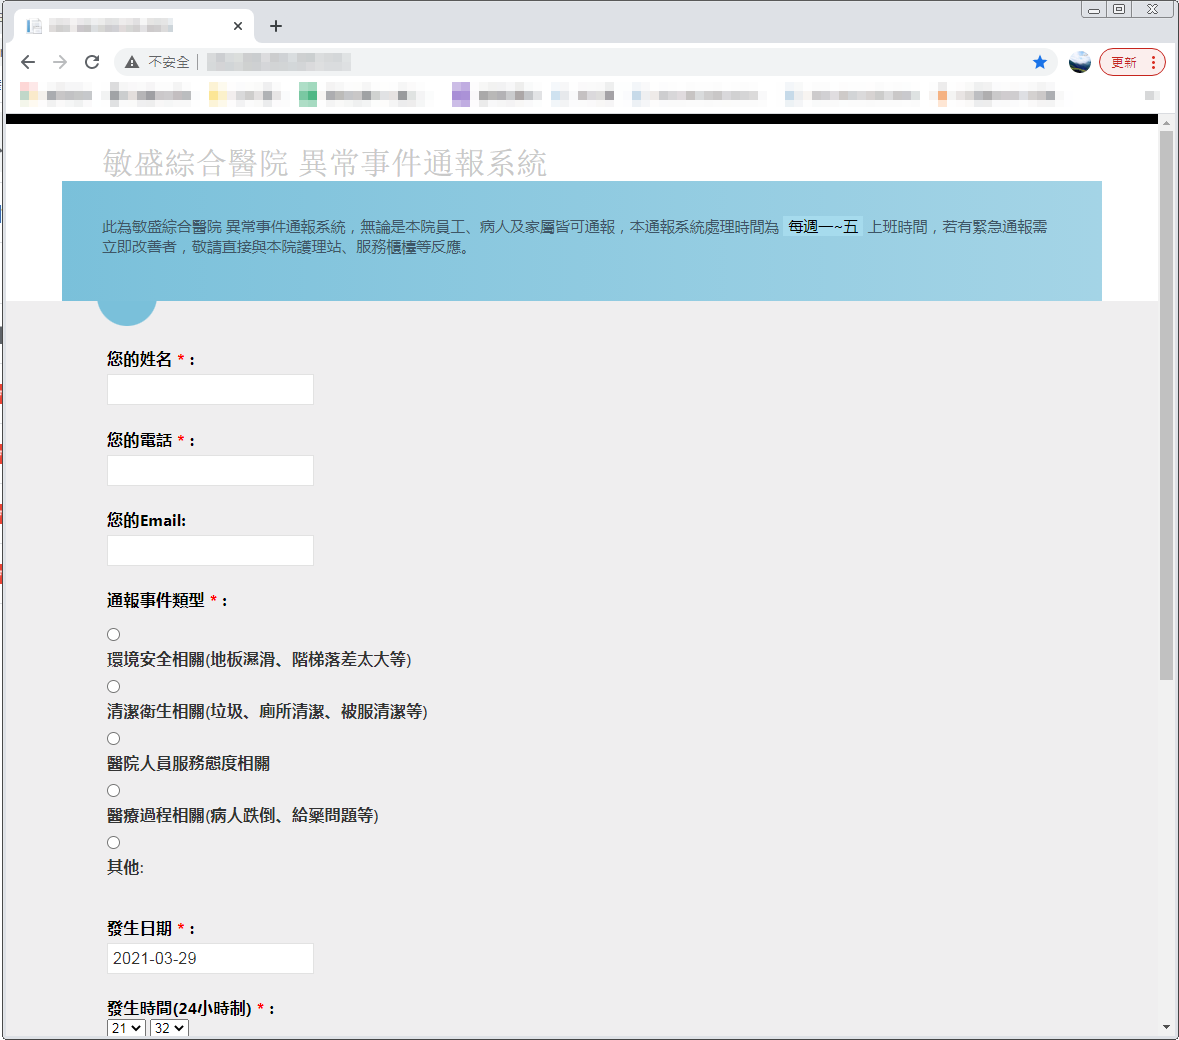 不安全
更新
敏盛綜合醫院 異常事件通報系統
此為敏盛綜合醫院 異常事件通報系統，無論是本院員工、病人及家屬皆可通報，本通報系統處理時間為 每週一~五 上班時間，若有緊急通報需
立即改善者，敬請直接與本院護理站、服務櫃檯等反應。
您的姓名 * :
您的電話 * :
您的Email:
通報事件類型 * :
環境安全相關(地板濕滑、階梯落差太大等)
清潔衛生相關(垃圾、廁所清潔、被服清潔等)
醫院人員服務態度相關
醫療過程相關(病人跌倒、給藥問題等)
其他:
發生日期 * :
2021-03-29
發生時間(24小時制) * :
21 32